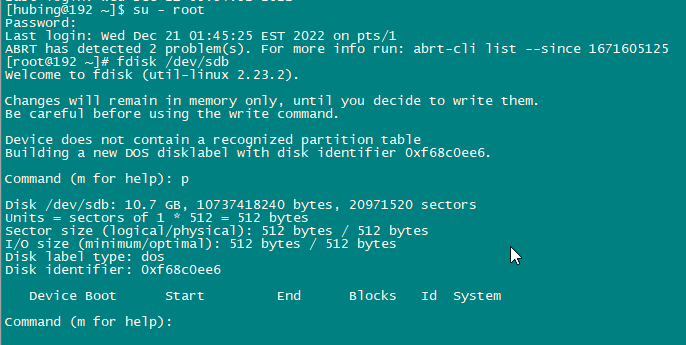 [hubing@192 ~]$ su - root
Password:
Last login: Wed Dec 21 01:45:25 EST 2022 on pts/1
ABRT has detected 2 problem(s). For more info run: abrt-cli list --since 1671605125
[root@192 ~]# fdisk /dev/sdb
Welcome to fdisk (util-linux 2.23.2).
Changes will remain in memory only, until you decide to write them.
Be careful before using the write command.
Device does not contain a recognized partition table
Building a new DOS disklabel with disk identifier 0xf68c0ee6.
Command (m for help): p
Disk /dev/sdb: 10.7 GB, 10737418240 bytes, 20971520 sectors
Units = sectors of 1 * 512 = 512 bytes
Sector size (logical/physical): 512 bytes / 512 bytes
I/O size (minimum/optimal): 512 bytes / 512 bytes
Disk label type: dos
Disk identifier: 0xf68c0ee6
Device Boot Start End Blocks Id System
Command (m for help):